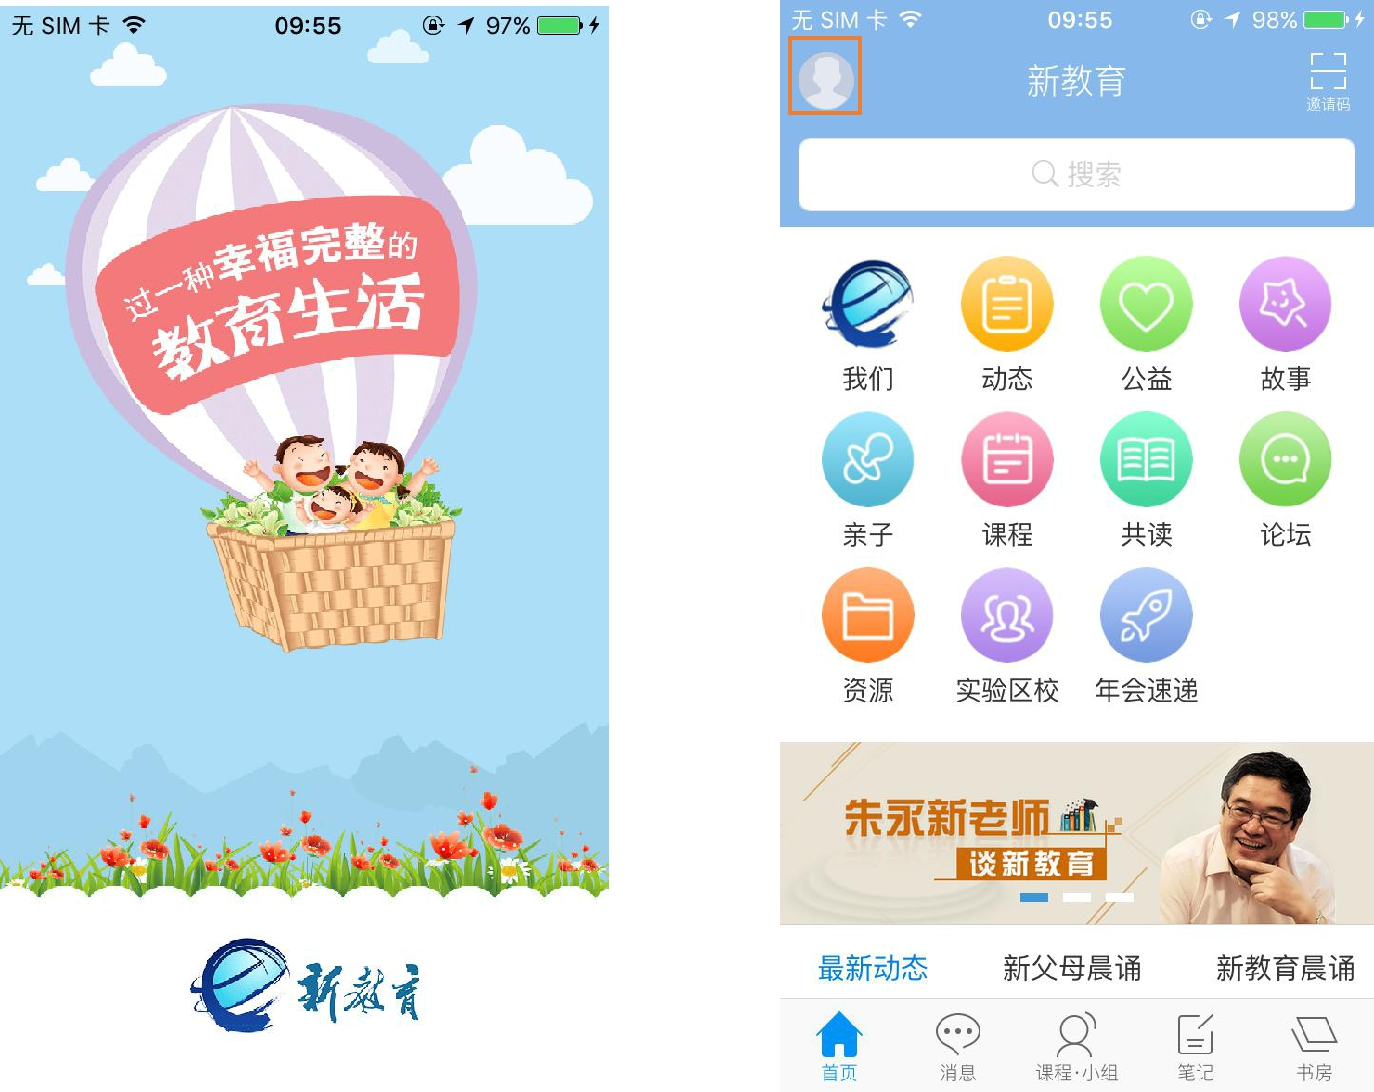 无 SIM 卡 09:55 97%
过一种幸福完整的
教育生活
新教育
无 SIM 卡 09:55 98%
新教育
邀请码
搜索
我们 动态 公益 故事
亲子 课程 共读 论坛
资源 实验区校 年会速递
朱永新老师
谈新教育
最新动态 新父母晨诵 新教育晨诵
首页 消息 课程·小组 笔记 书房